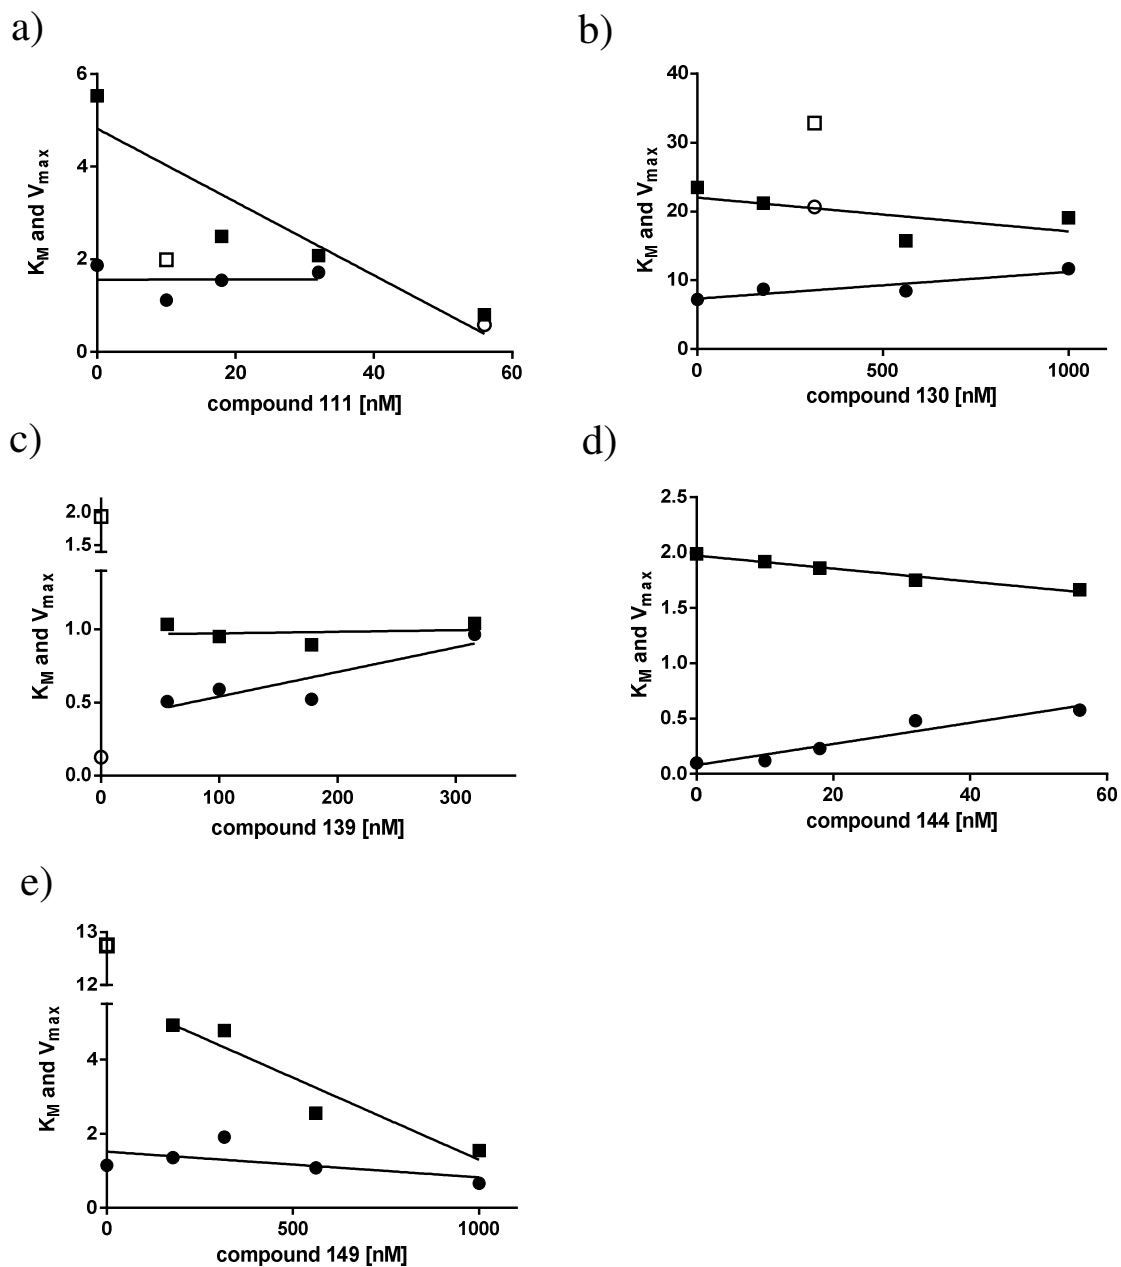 a)
6
4
2
0
K_M and V_max
0 20 40 60
compound 111 [nM]
b)
40
30
20
10
0
K_M and V_max
0 500 1000
compound 130 [nM]
c)
2.0
1.5
1.0
0.5
0.0
K_M and V_max
0 100 200 300
compound 139 [nM]
d)
2.5
2.0
1.5
1.0
0.5
0.0
K_M and V_max
0 20 40 60
compound 144 [nM]
e)
13
12
4
2
0
K_M and V_max
0 500 1000
compound 149 [nM]